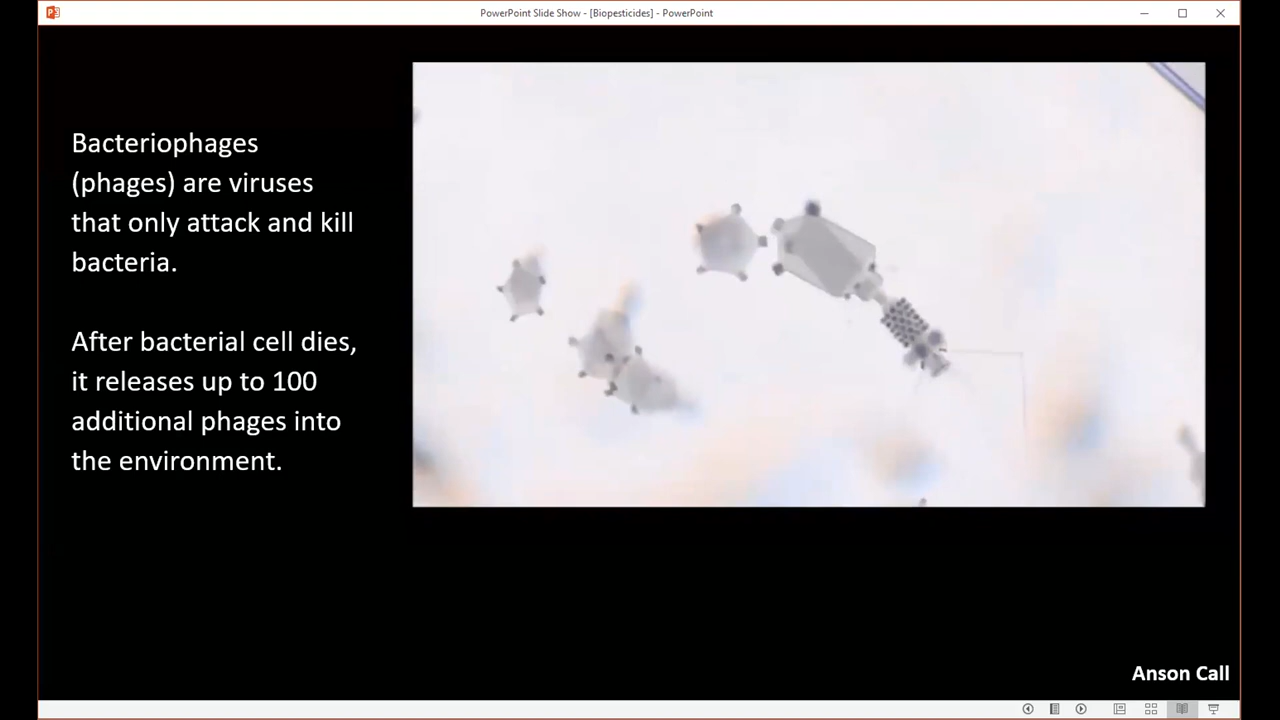 PowerPoint Slide Show - [Biopesticides] - PowerPoint
Bacteriophages
(phages) are viruses
that only attack and kill
bacteria.
After bacterial cell dies,
it releases up to 100
additional phages into
the environment.
Anson Call